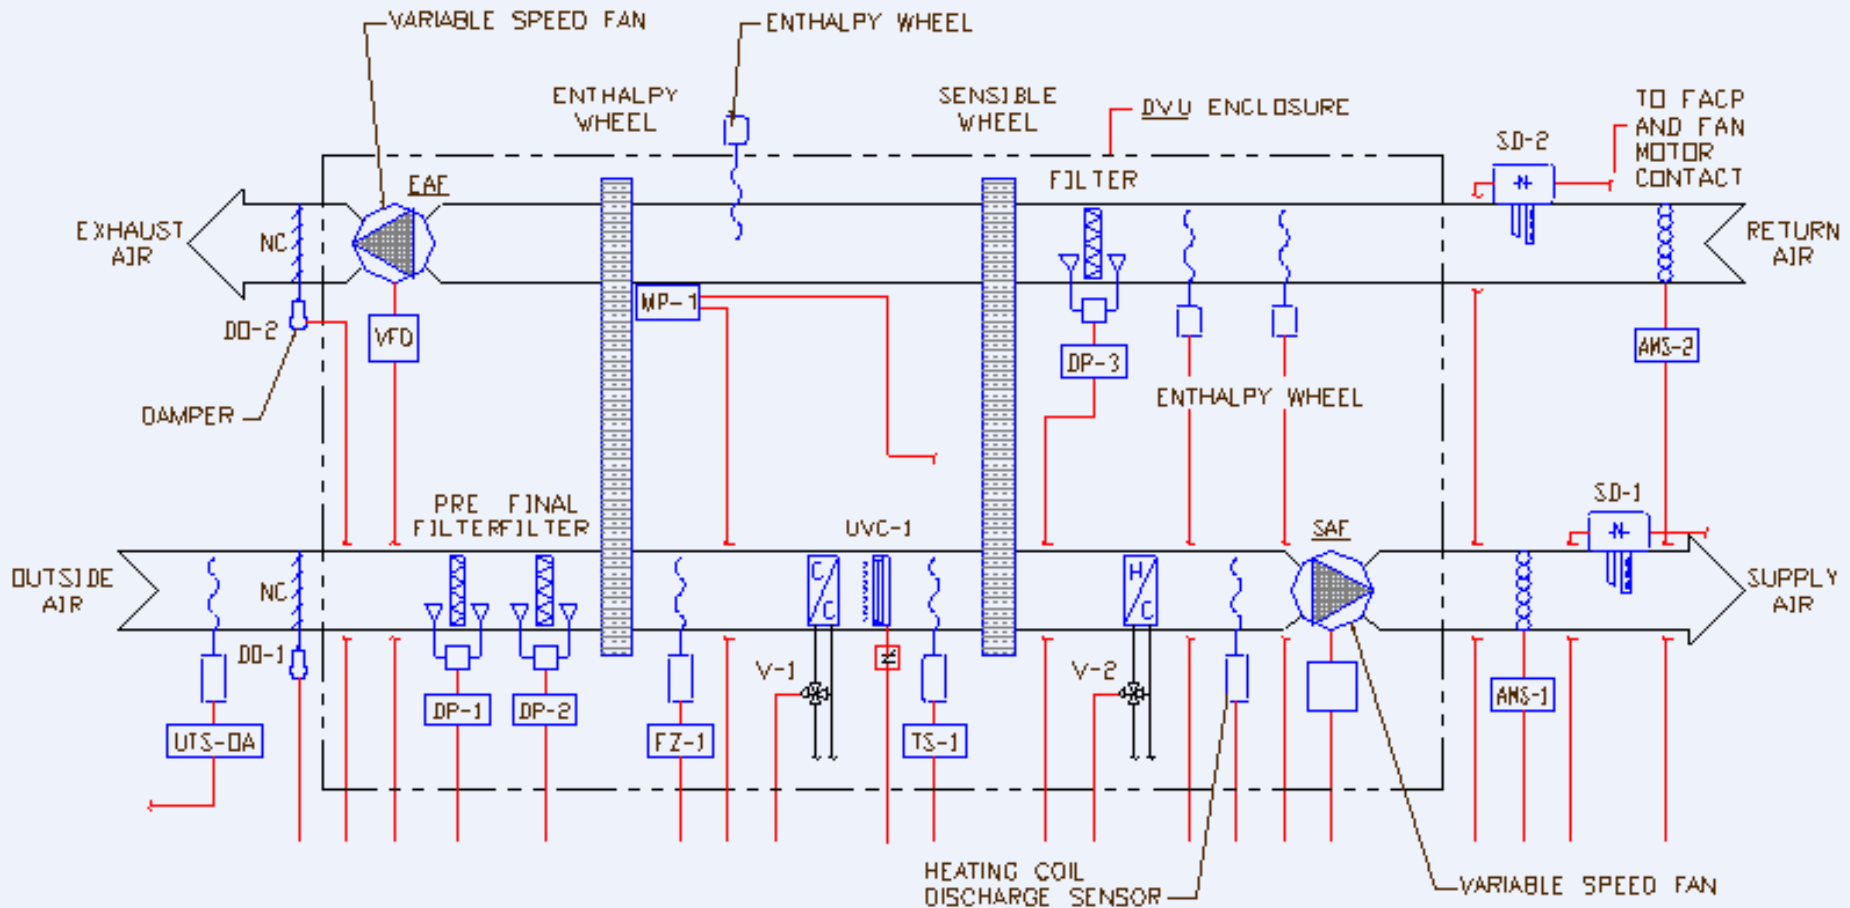 VARIABLE SPEED FAN
ENTHALPY WHEEL
ENTHALPY
WHEEL
SENSIBLE
WHEEL
DVU ENCLOSURE
TO FACP
AND FAN
MOTOR
CONTACT
SD-2
EAF
FILTER
EXHAUST
AIR
NC
RETURN
AIR
MP-1
DO-2
VFD
DP-3
AMS-2
ENTHALPY WHEEL
DAMPER
PRE
FILTER
FINAL
FILTER
UVC-1
SAF
SD-1
OUTSIDE
AIR
NC
C
C
H
C
SUPPLY
AIR
DO-1
V-1
V-2
DP-1
DP-2
FZ-1
TS-1
AMS-1
UTS-OA
HEATING COIL
DISCHARGE SENSOR
VARIABLE SPEED FAN